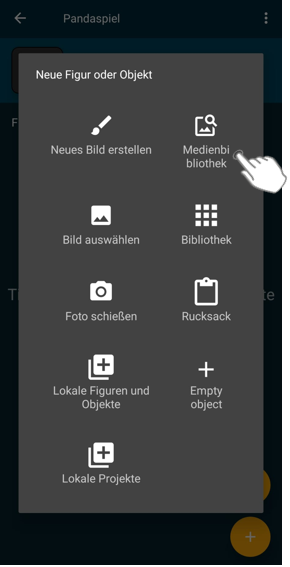 Pandaspiel
Neue Figur oder Objekt
Neues Bild erstellen
Medienbi
bliothek
Bild auswählen
Bibliothek
Foto schießen
Rucksack
Lokale Figuren und
Objekte
Empty
object
Lokale Projekte